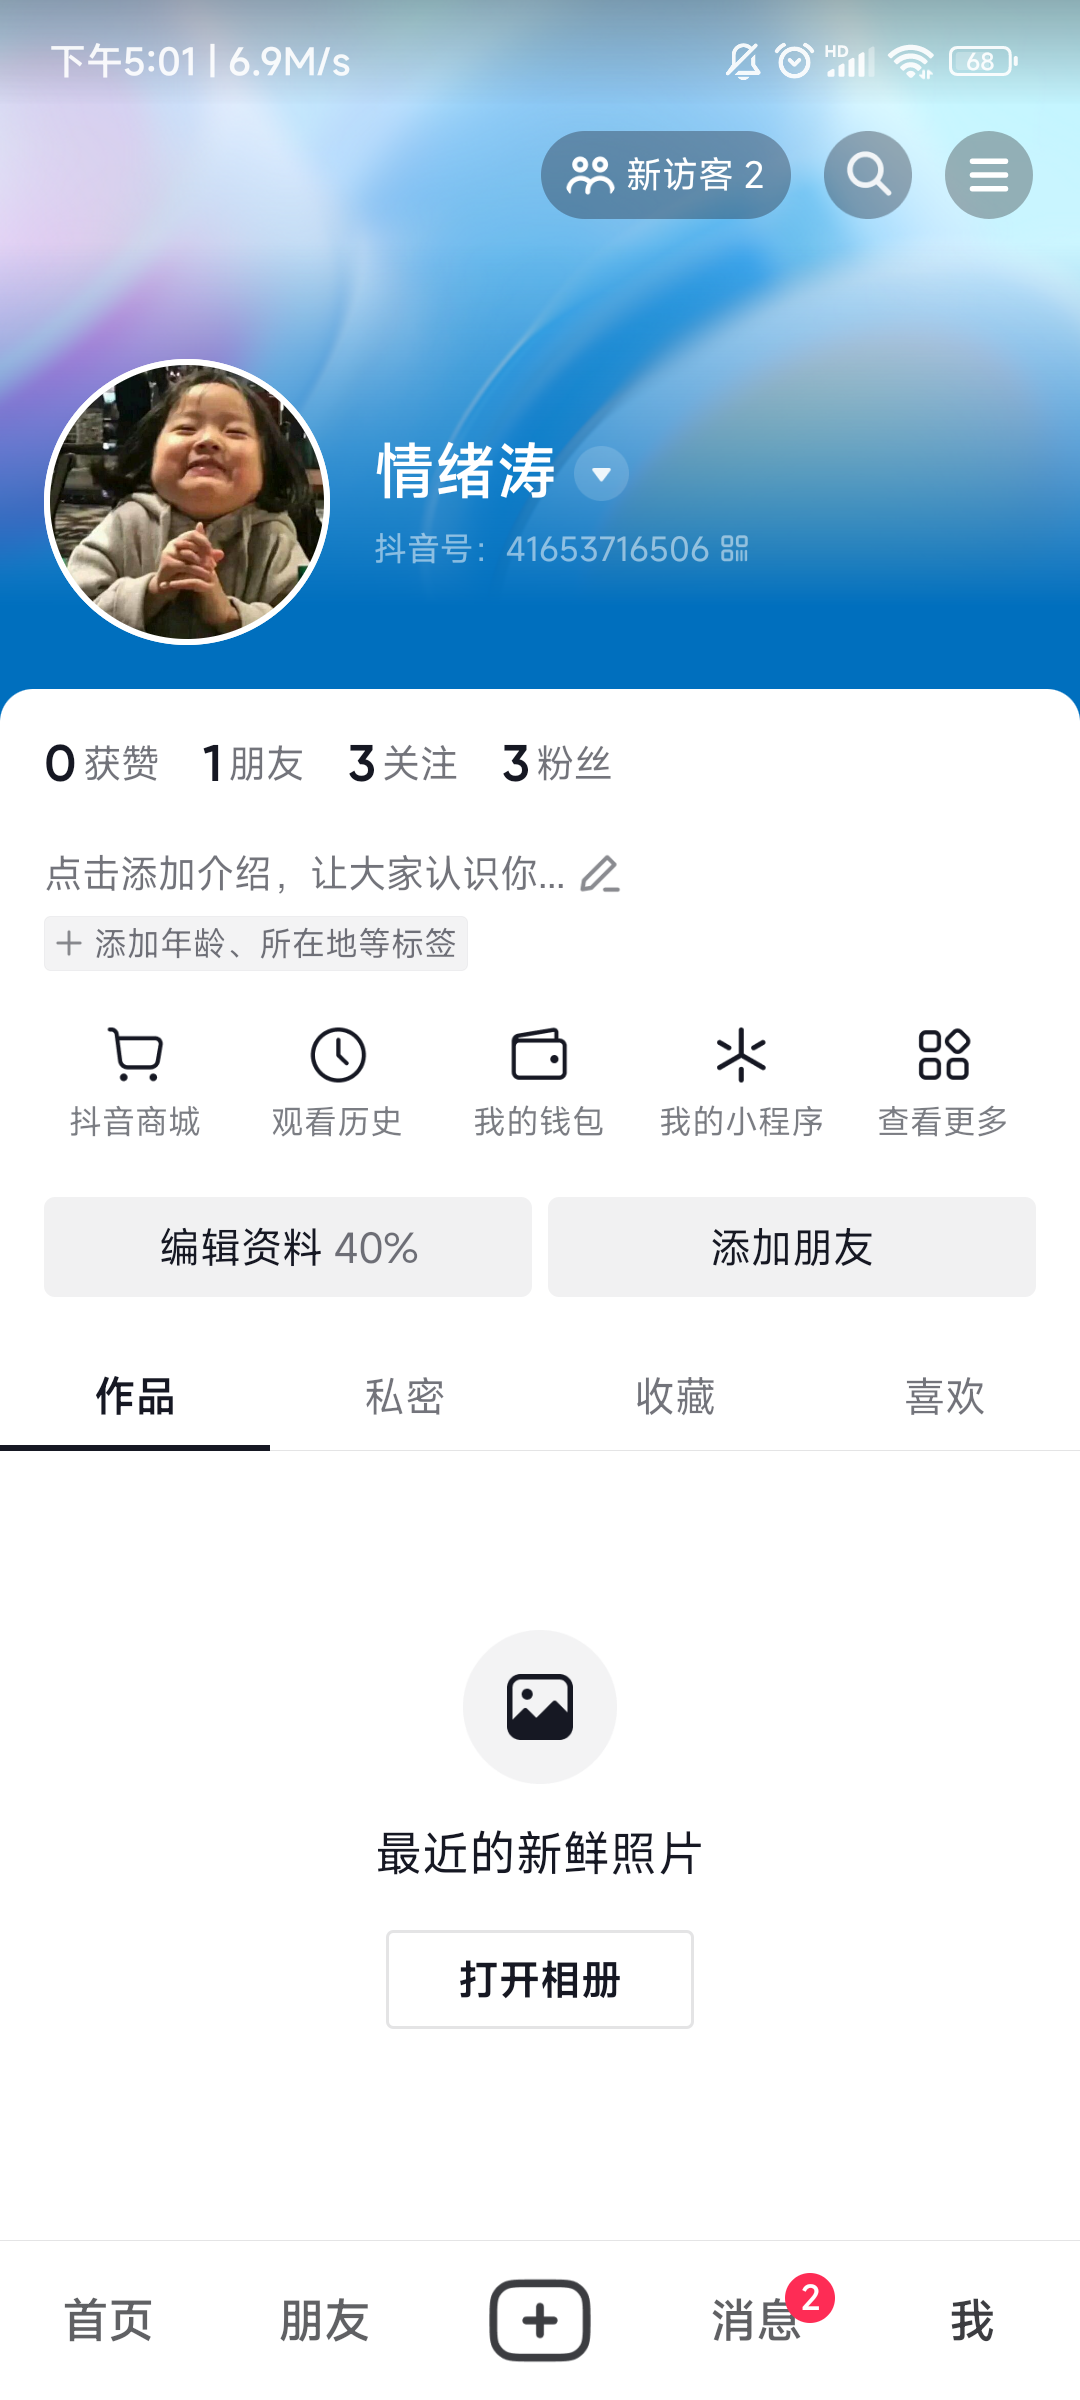 下午5:01 | 6.9M/s
HD
68
新访客 2
情绪涛
抖音号：41653716506
0 获赞 1 朋友 3 关注 3 粉丝
点击添加介绍，让大家认识你...
+ 添加年龄、所在地等标签
抖音商城 观看历史 我的钱包 我的小程序 查看更多
编辑资料 40% 添加朋友
作品 私密 收藏 喜欢
最近的新鲜照片
打开相册
首页 朋友 消息 2 我